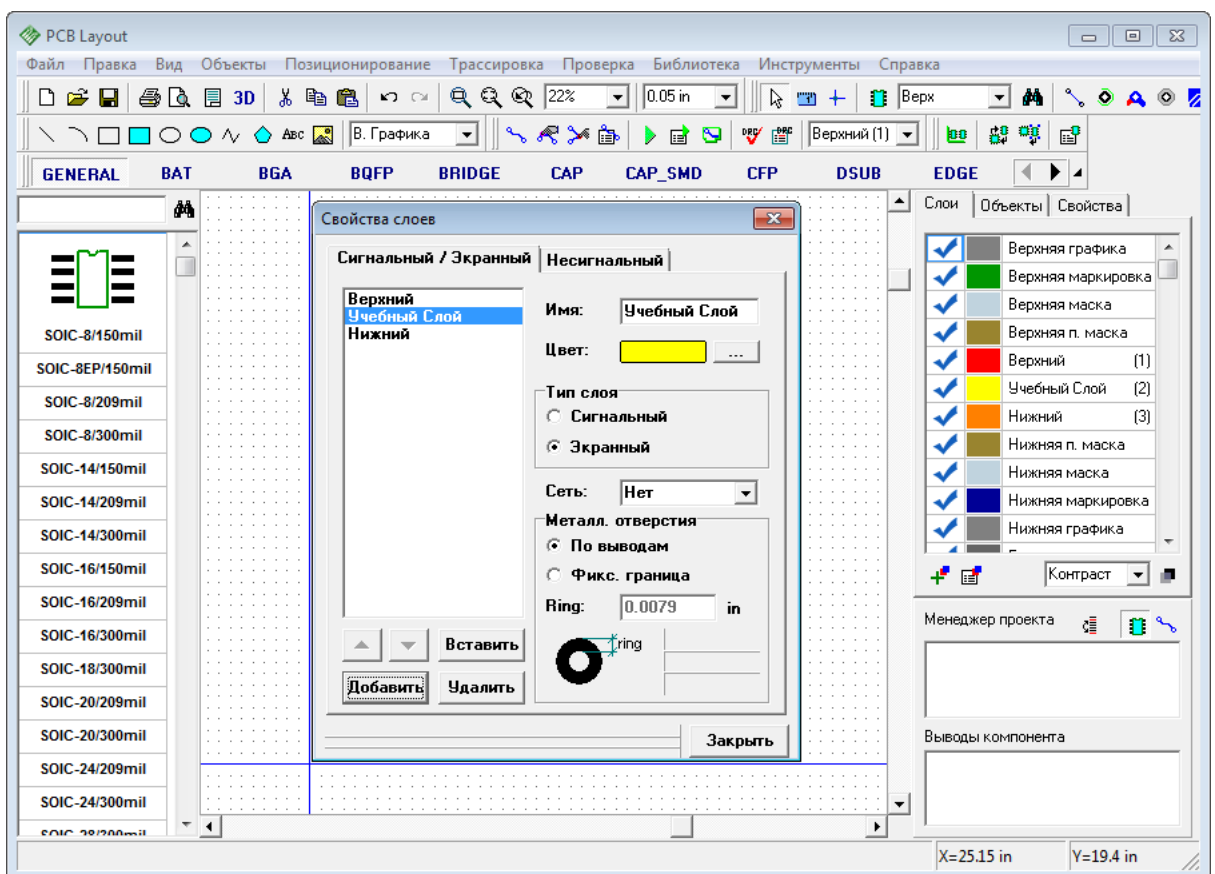 PCB Layout
Файл Правка Вид Объекты Позиционирование Трассировка Проверка Библиотека Инструменты Справка
3D 22% 0.05 in Верх
ABC В. Графика DRC DRC Верхний (1)
GENERAL BAT BGA BQFP BRIDGE CAP CAP_SMD CFP DSUB EDGE
SOIC-8/150mil
SOIC-8EP/150mil
SOIC-8/209mil
SOIC-8/300mil
SOIC-14/150mil
SOIC-14/209mil
SOIC-14/300mil
SOIC-16/150mil
SOIC-16/209mil
SOIC-16/300mil
SOIC-18/300mil
SOIC-20/209mil
SOIC-20/300mil
SOIC-24/209mil
SOIC-24/300mil
Свойства слоев
Сигнальный / Экранный Несигнальный
Верхний
Учебный Слой
Нижний
Имя: Учебный Слой
Цвет: ...
Тип слоя
Сигнальный
Экранный
Сеть: Нет
Металл. отверстия
По выводам
Фикс. граница
Ring: 0.0079 in
ring
Вставить
Добавить Удалить
Закрыть
Слои Объекты Свойства
Верхняя графика
Верхняя маркировка
Верхняя маска
Верхняя п. маска
Верхний (1)
Учебный Слой (2)
Нижний (3)
Нижняя п. маска
Нижняя маска
Нижняя маркировка
Нижняя графика
Контраст
Менеджер проекта
Выводы компонента
X=25.15 in Y=19.4 in